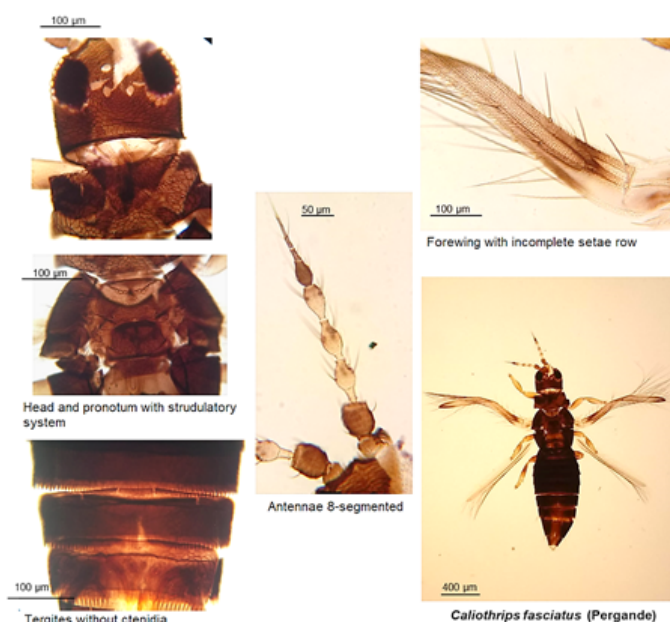 100 µm
100 µm
Head and pronotum with strudulatory
system
100 µm
Tergites without ctenidia
50 µm
Antennae 8-segmented
100 µm
Forewing with incomplete setae row
400 µm
Caliothrips fasciatus (Pergande)